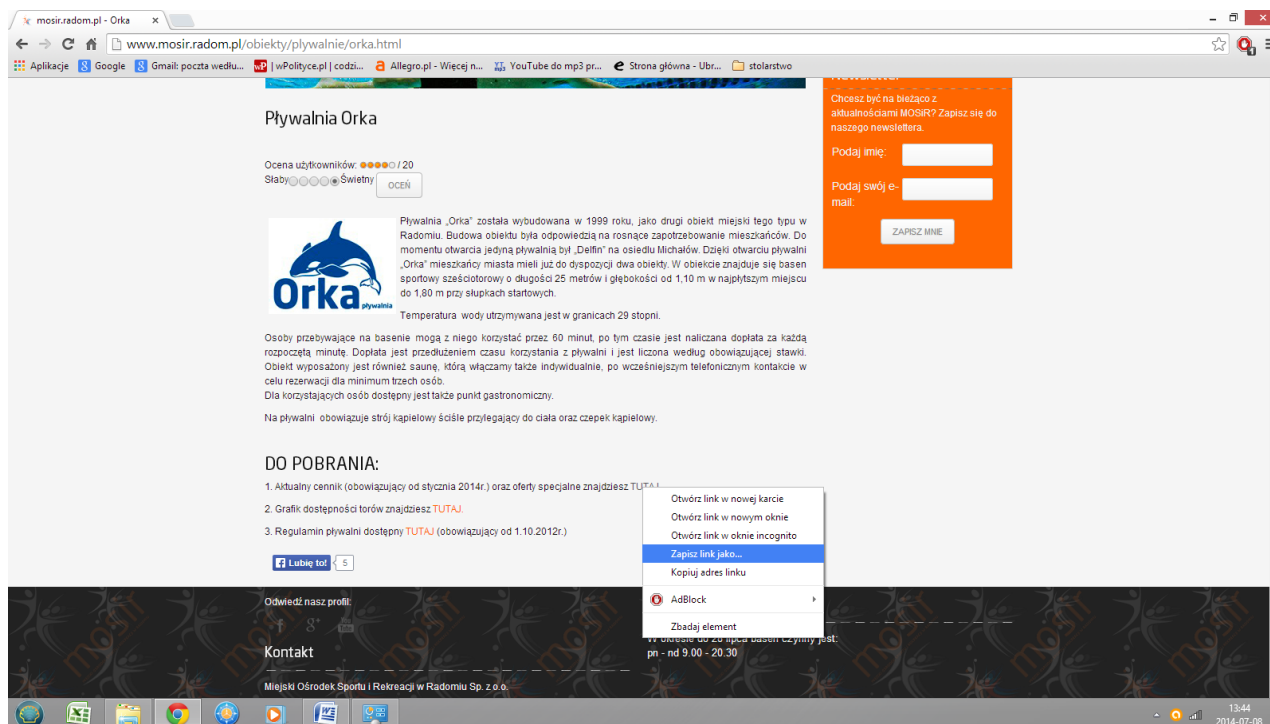 mosir.radom.pl - Orka
www.mosir.radom.pl/obiekty/plywalnie/orka.html
Aplikacje Google Gmail: poczta wedłu... wP | wPolityce.pl | codzi... Allegro.pl - Więcej n... YouTube do mp3 pr... Strona główna - Ubr... stolarstwo
Newsletter
Chcesz być na bieżąco z
aktualnościami MOSiR? Zapisz się do
naszego newslettera.
Podaj imię:
Podaj swój e-
mail:
ZAPISZ MNIE
Pływalnia Orka
Ocena użytkowników: / 20
Słaby Świetny OCEŃ
Orka pływalnia
Pływalnia „Orka” została wybudowana w 1999 roku, jako drugi obiekt miejski tego typu w
Radomiu. Budowa obiektu była odpowiedzią na rosnące zapotrzebowanie mieszkańców. Do
momentu otwarcia jedyną pływalnią był „Delfin” na osiedlu Michałów. Dzięki otwarciu pływalni
„Orka” mieszkańcy miasta mieli już do dyspozycji dwa obiekty. W obiekcie znajduje się basen
sportowy sześciotorowy o długości 25 metrów i głębokości od 1,10 m w najpłytszym miejscu
do 1,80 m przy słupkach startowych.
Temperatura wody utrzymywana jest w granicach 29 stopni.
Osoby przebywające na basenie mogą z niego korzystać przez 60 minut, po tym czasie jest naliczana dopłata za każdą
rozpoczętą minutę. Dopłata jest przedłużeniem czasu korzystania z pływalni i jest liczona według obowiązującej stawki.
Obiekt wyposażony jest również saunę, którą włączamy także indywidualnie, po wcześniejszym telefonicznym kontakcie w
celu rezerwacji dla minimum trzech osób.
Dla korzystających osób dostępny jest także punkt gastronomiczny.
Na pływalni obowiązuje strój kąpielowy ściśle przylegający do ciała oraz czepek kąpielowy.
DO POBRANIA:
1. Aktualny cennik (obowiązujący od stycznia 2014r.) oraz oferty specjalne znajdziesz TUTAJ
2. Grafik dostępności torów znajdziesz TUTAJ.
3. Regulamin pływalni dostępny TUTAJ (obowiązujący od 1.10.2012r.)
Lubię to! 5
Otwórz link w nowej karcie
Otwórz link w nowym oknie
Otwórz link w oknie incognito
Zapisz link jako...
Kopiuj adres linku
AdBlock
Zbadaj element
Odwiedź nasz profil:
Kontakt
Miejski Ośrodek Sportu i Rekreacji w Radomiu Sp. z o.o.
W okresie do 20 lipca basen czynny jest:
pn - nd 9.00 - 20.30
13:44
2014-07-08